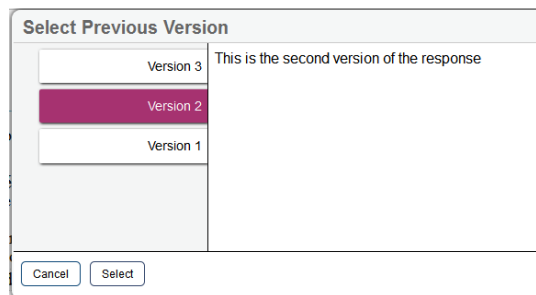 Select Previous Version
Version 3
This is the second version of the response
Version 2
Version 1
Cancel
Select